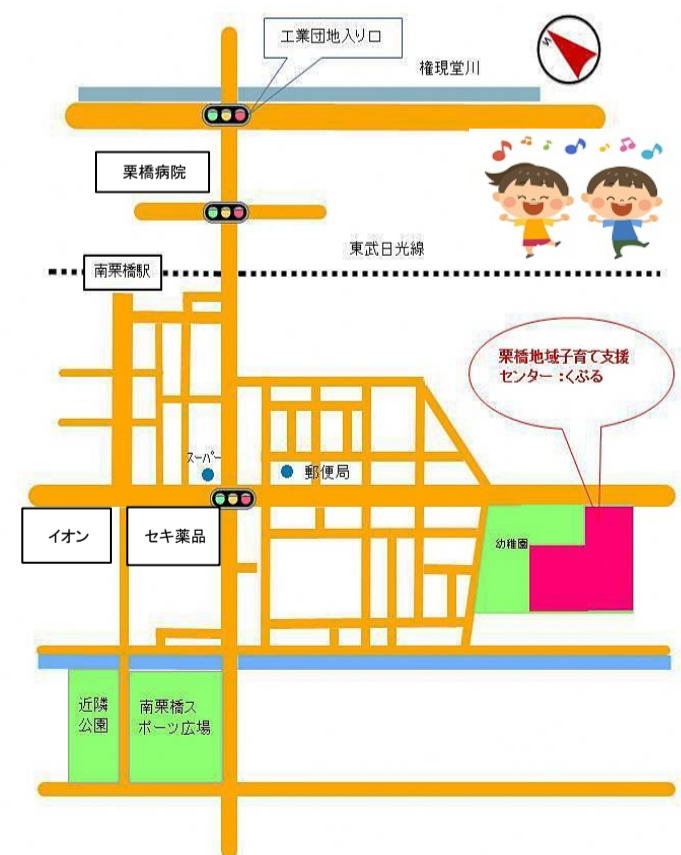 工業団地入り口
権現堂川
N
栗橋病院
東武日光線
南栗橋駅
栗橋地域子育て支援
センター:くぷる
スーパー
郵便局
イオン
セキ薬品
幼稚園
近隣
公園
南栗橋ス
ポーツ広場